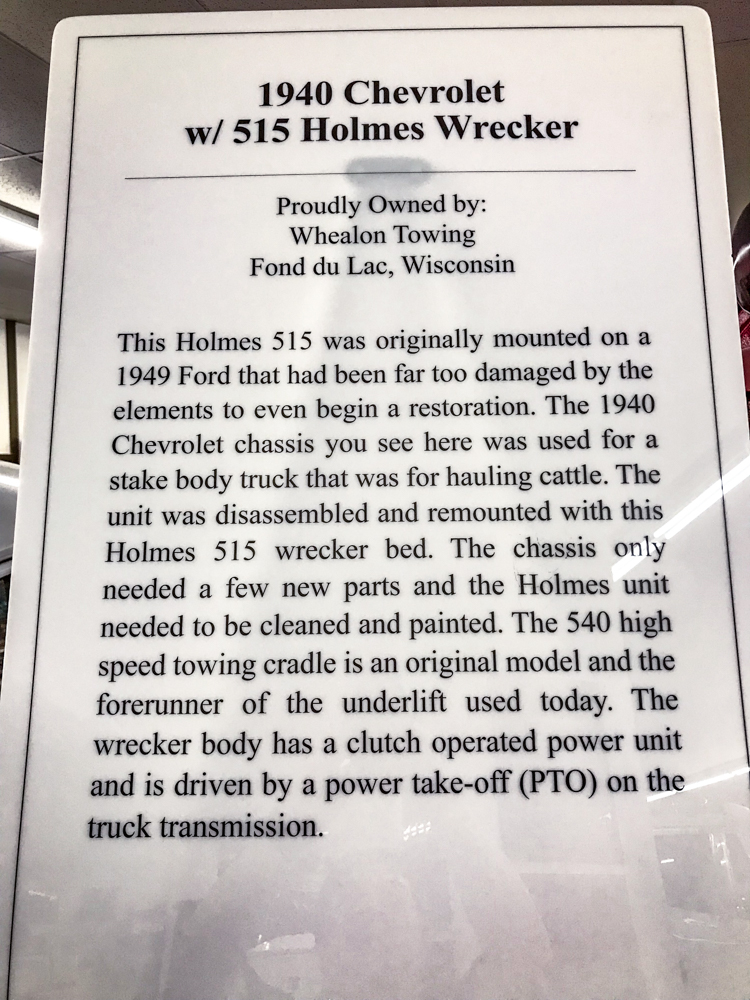 1940 Chevrolet
w/ 515 Holmes Wrecker
Proudly Owned by:
Whealon Towing
Fond du Lac, Wisconsin
This Holmes 515 was originally mounted on a
1949 Ford that had been far too damaged by the
elements to even begin a restoration. The 1940
Chevrolet chassis you see here was used for a
stake body truck that was for hauling cattle. The
unit was disassembled and remounted with this
Holmes 515 wrecker bed. The chassis only
needed a few new parts and the Holmes unit
needed to be cleaned and painted. The 540 high
speed towing cradle is an original model and the
forerunner of the underlift used today. The
wrecker body has a clutch operated power unit
and is driven by a power take-off (PTO) on the
truck transmission.